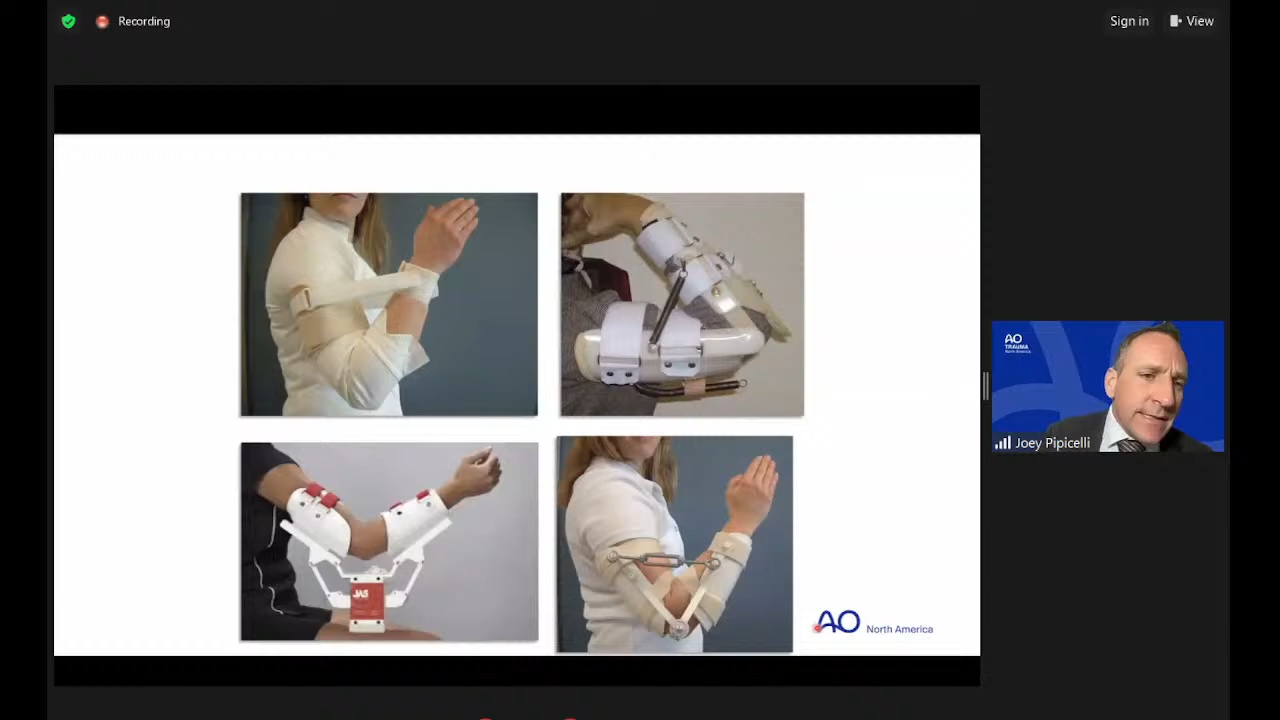 Recording
Sign in
View
JAS
AO
North America
AO
TRAUMA
North America
Joey Pipicelli